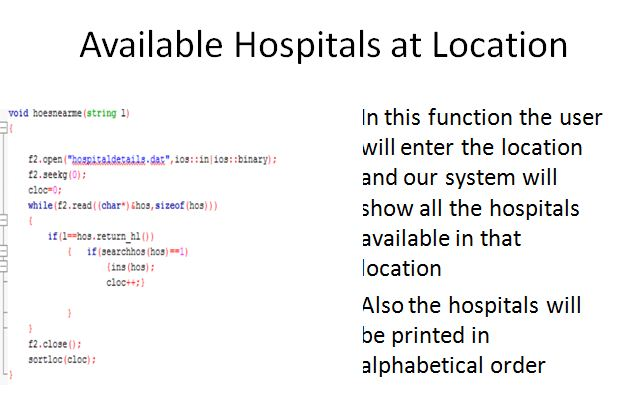 Available Hospitals at Location
void hoesnearme(string l)
{
f2.open("hospitaldetails.dat",ios::in|ios::binary);
f2.seekg(0);
cloc=0;
while(f2.read((char*)&hos,sizeof(hos)))
{
if(l==hos.return_hl())
{ if(searchhos(hos)==1)
{ins(hos);
cloc++;}
}
}
f2.close();
sortloc(cloc);
}
In this function the user
will enter the location
and our system will
show all the hospitals
available in that
location
Also the hospitals will
be printed in
alphabetical order